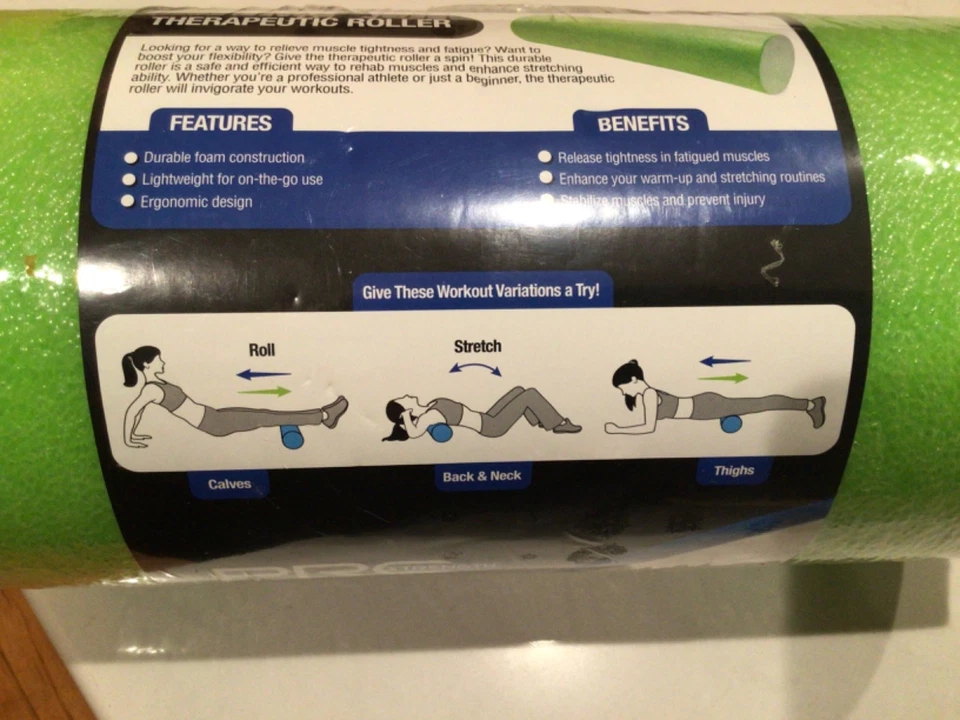 THERAPEUTIC ROLLER
Looking for a way to relieve muscle tightness and fatigue? Want to
boost your flexibility? Give the therapeutic roller a spin! This durable
roller is a safe and efficient way to rehab muscles and enhance stretching
ability. Whether you're a professional athlete or just a beginner, the therapeutic
roller will invigorate your workouts.
FEATURES
Durable foam construction
Lightweight for on-the-go use
Ergonomic design
BENEFITS
Release tightness in fatigued muscles
Enhance your warm-up and stretching routines
Stabilize muscles and prevent injury
Give These Workout Variations a Try!
Roll
Stretch
Calves
Back & Neck
Thighs